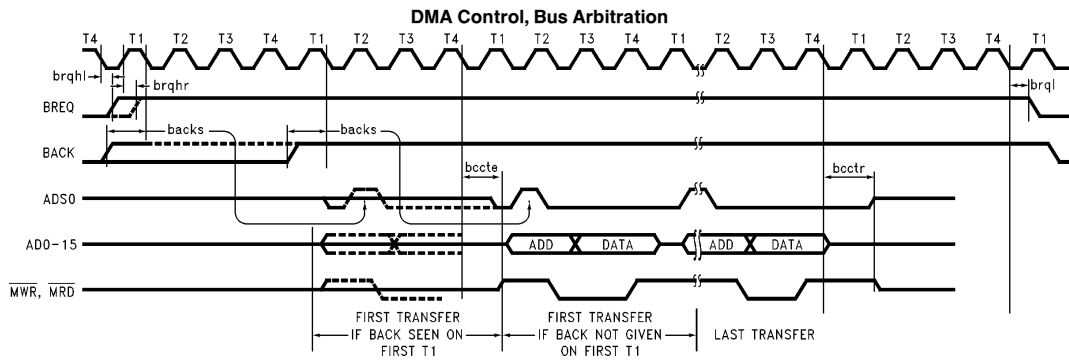 DMA Control, Bus Arbitration
T4 T1 T2 T3 T4 T1 T2 T3 T4 T1 T2 T3 T4 T1 T2 T3 T4 T1 T2 T3 T4 T1
brqhl
brqhr
brql
BREQ
backs
backs
BACK
bccte
bcctr
ADS0
AD0-15
ADD
DATA
ADD
DATA
MWR, MRD
FIRST TRANSFER
IF BACK SEEN ON
FIRST T1
FIRST TRANSFER
IF BACK NOT GIVEN
ON FIRST T1
LAST TRANSFER